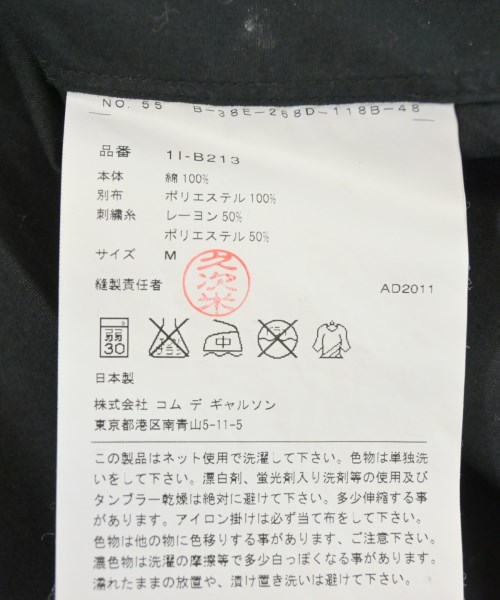 NO. 55 B-38E-268D-118B-48
品番 1I-B213
本体 綿 100%
別布 ポリエステル 100%
刺繍糸 レーヨン 50%
ポリエステル 50%
サイズ M
縫製責任者 久次米 AD2011
弱 30 中
日本製
株式会社 コム デ ギャルソン
東京都港区南青山5-11-5
この製品はネット使用で洗濯して下さい。色物は単独洗
いをして下さい。漂白剤、蛍光剤入り洗剤等の使用及び
タンブラー乾燥は絶対に避けて下さい。多少伸縮する事
があります。アイロン掛けは必ず当て布をして下さい。
色物は他の物に色移りする事があります、ご注意下さい。
濃色物は洗濯の摩擦等で多少白っぽくなる事があります。
濡れたままの放置や、漬け置き洗いは避けて下さい。